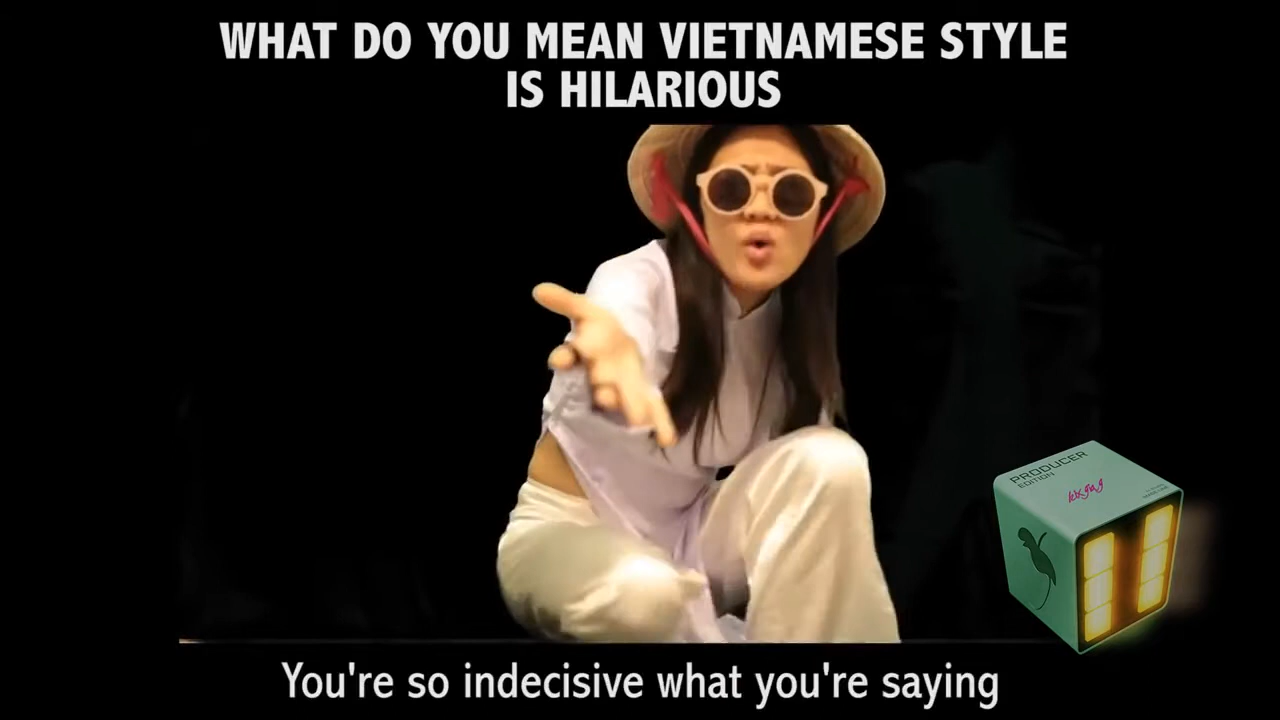 WHAT DO YOU MEAN VIETNAMESE STYLE
IS HILARIOUS
PRODUCER
EDITION
You're so indecisive what you're saying